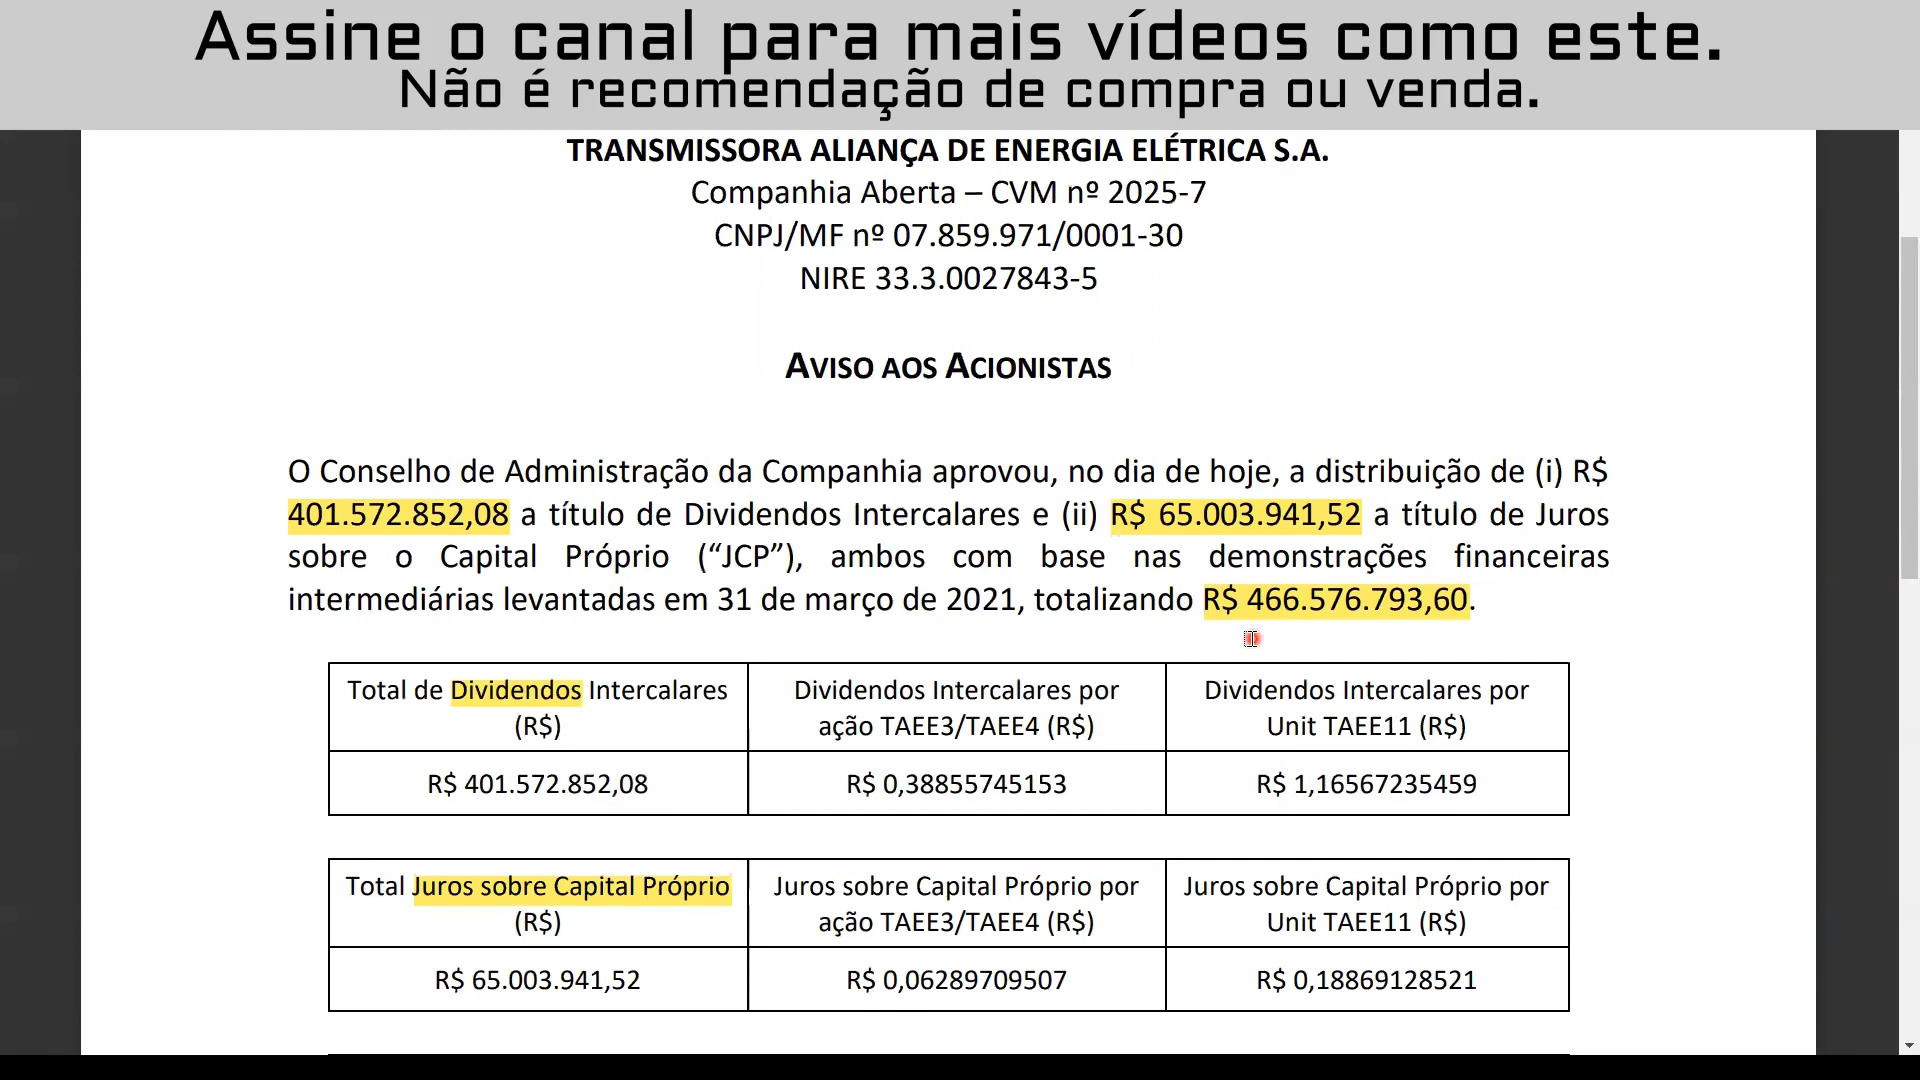 Assine o canal para mais vídeos como este.
Não é recomendação de compra ou venda.
TRANSMISSORA ALIANÇA DE ENERGIA ELÉTRICA S.A.
Companhia Aberta – CVM nº 2025-7
CNPJ/MF nº 07.859.971/0001-30
NIRE 33.3.0027843-5
AVISO AOS ACIONISTAS
O Conselho de Administração da Companhia aprovou, no dia de hoje, a distribuição de (i) R$
401.572.852,08 a título de Dividendos Intercalares e (ii) R$ 65.003.941,52 a título de Juros
sobre o Capital Próprio (“JCP”), ambos com base nas demonstrações financeiras
intermediárias levantadas em 31 de março de 2021, totalizando R$ 466.576.793,60.
Total de Dividendos Intercalares
(R$)
Dividendos Intercalares por
ação TAEE3/TAEE4 (R$)
Dividendos Intercalares por
Unit TAEE11 (R$)
R$ 401.572.852,08
R$ 0,38855745153
R$ 1,16567235459
Total Juros sobre Capital Próprio
(R$)
Juros sobre Capital Próprio por
ação TAEE3/TAEE4 (R$)
Juros sobre Capital Próprio por
Unit TAEE11 (R$)
R$ 65.003.941,52
R$ 0,06289709507
R$ 0,18869128521